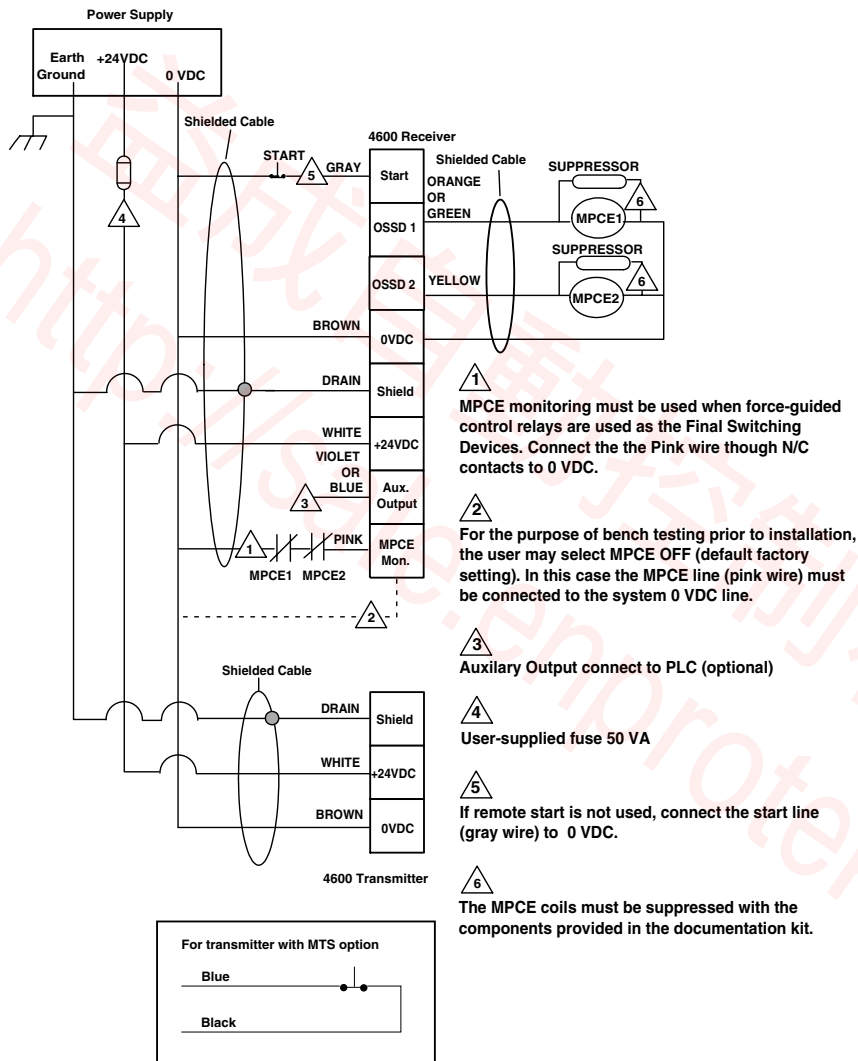 Power Supply
Earth Ground
+24VDC
0 VDC
Shielded Cable
4600 Receiver
START
5
GRAY
Start
Shielded Cable
ORANGE
OR
GREEN
OSSD 1
SUPPRESSOR
MPCE1
6
4
SUPPRESSOR
OSSD 2
YELLOW
MPCE2
6
BROWN
0VDC
DRAIN
Shield
WHITE
+24VDC
VIOLET
OR
BLUE
3
Aux.
Output
1
PINK
MPCE
Mon.
MPCE1
MPCE2
2
Shielded Cable
DRAIN
Shield
WHITE
+24VDC
BROWN
0VDC
4600 Transmitter
For transmitter with MTS option
Blue
Black
1
MPCE monitoring must be used when force-guided
control relays are used as the Final Switching
Devices. Connect the the Pink wire though N/C
contacts to 0 VDC.
2
For the purpose of bench testing prior to installation,
the user may select MPCE OFF (default factory
setting). In this case the MPCE line (pink wire) must
be connected to the system 0 VDC line.
3
Auxilary Output connect to PLC (optional)
4
User-supplied fuse 50 VA
5
If remote start is not used, connect the start line
(gray wire) to 0 VDC.
6
The MPCE coils must be suppressed with the
components provided in the documentation kit.
益成自動控制
http://sale.enprote